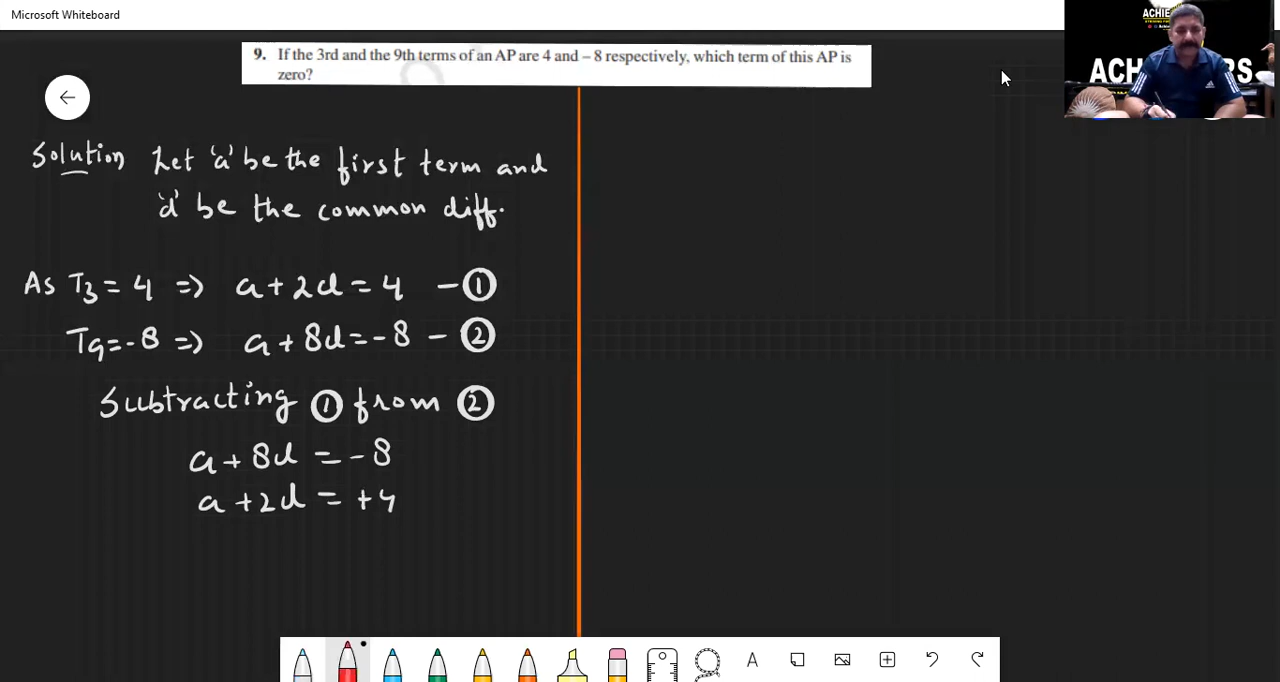 Microsoft Whiteboard
9. If the 3rd and the 9th terms of an AP are 4 and – 8 respectively, which term of this AP is
zero?
Solution Let 'a' be the first term and
'd' be the common diff.
As T3 = 4 => a + 2d = 4 - ①
T9 = -8 => a + 8d = -8 - ②
Subtracting ① from ②
a + 8d = -8
a + 2d = +4